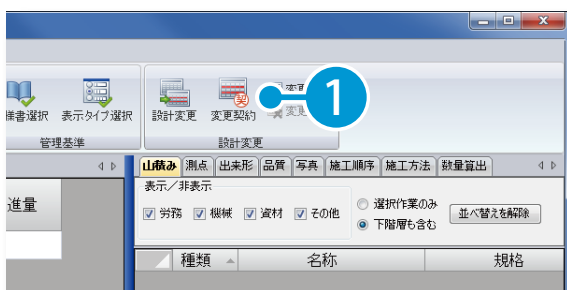 変更
1
様書選択 表示タイプ選択 設計変更 変更契約 変更
管理基準 設計変更
山積み 測点 出来形 品質 写真 施工順序 施工方法 数量算出
表示／非表示
進量
労務 機械 資材 その他
選択作業のみ
下階層も含む
並べ替えを解除
種類 名称 規格